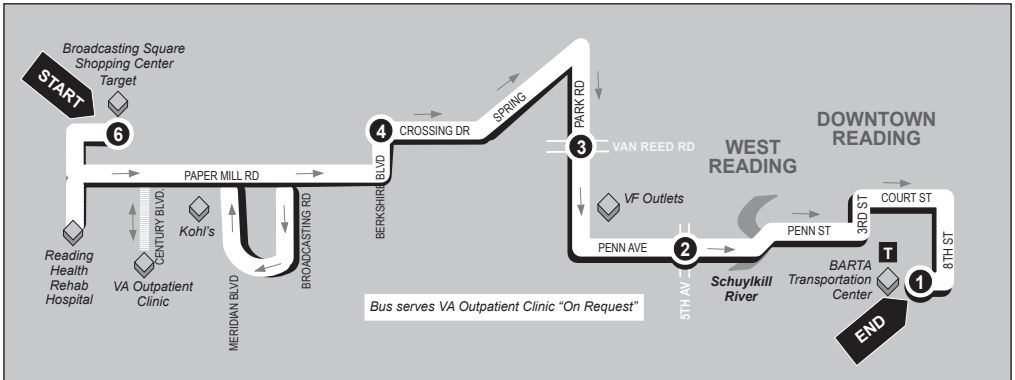 Broadcasting Square
Shopping Center
Target
START
6
4
CROSSING DR
SPRING
PARK RD
3
VAN REED RD
WEST
READING
DOWNTOWN
READING
PAPER MILL RD
BERKSHIRE BLVD
CENTURY BLVD.
Kohl's
MERIDIAN BLVD
BROADCASTING RD
Reading
Health
Rehab
Hospital
VA Outpatient
Clinic
VF Outlets
PENN AVE
2
5TH AV
Schuylkill
River
PENN ST
3RD ST
COURT ST
8TH ST
T
BARTA
Transportation
Center
1
END
Bus serves VA Outpatient Clinic “On Request”